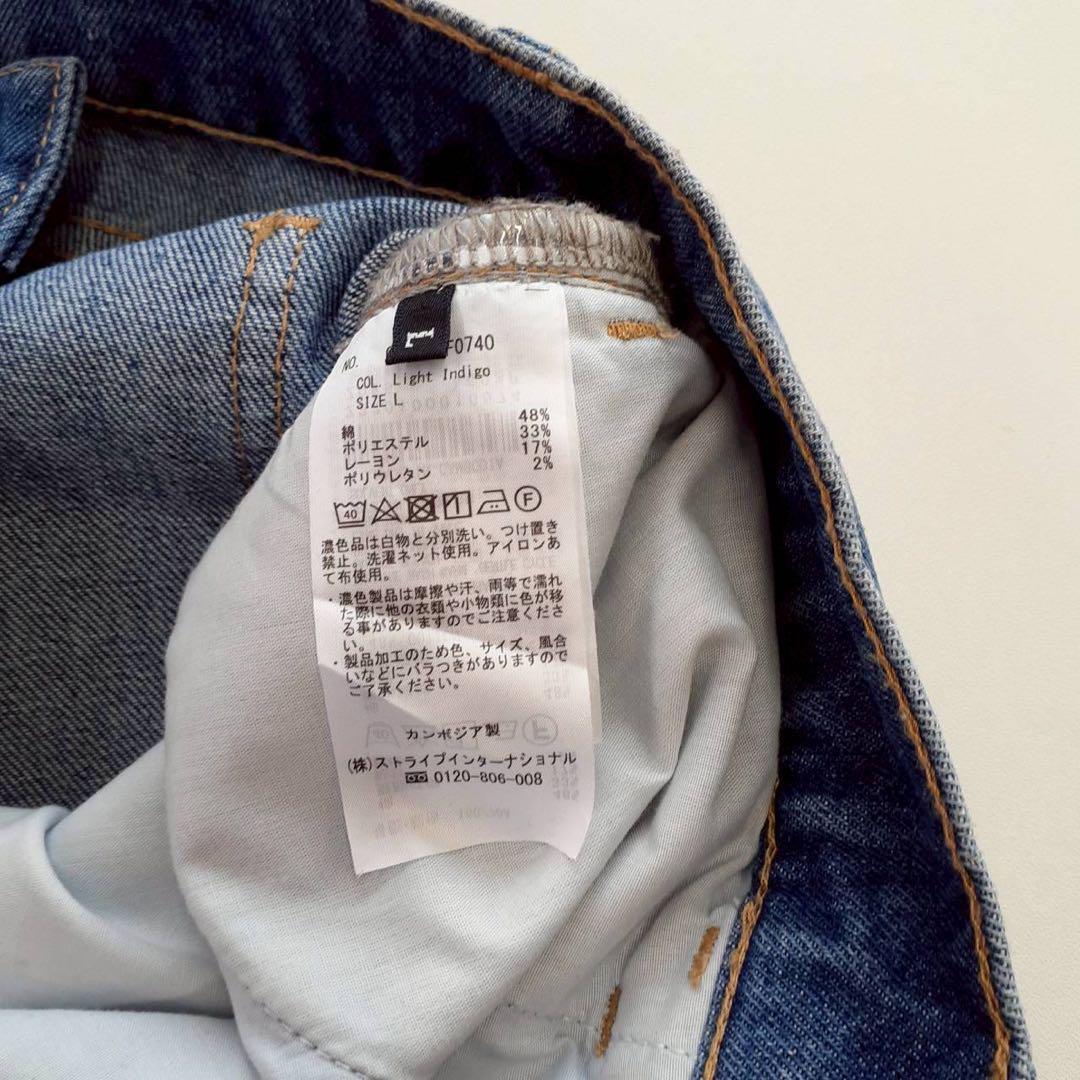 L
NO. F0740
COL. Light Indigo
SIZE L
綿 48%
ポリエステル 33%
レーヨン 17%
ポリウレタン 2%
40 F
濃色品は白物と分別洗い。つけ置き
禁止。洗濯ネット使用。アイロンあ
て布使用。
・濃色製品は摩擦や汗、雨等で濡れ
た際に他の衣類や小物類に色が移
る事がありますのでご注意くださ
い。
・製品加工のため色、サイズ、風合
いなどにバラつきがありますので
ご了承ください。
カンボジア製
(株)ストライプインターナショナル
0120-806-008